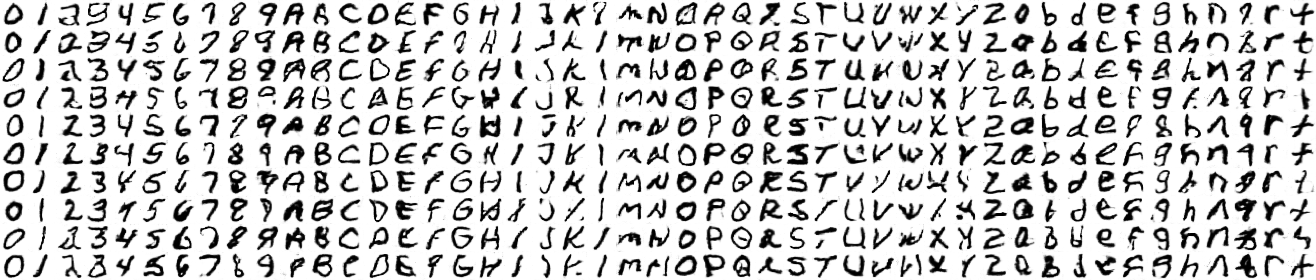 0 1 2 3 4 5 6 7 8 9 A B C D E F G H I J K l m N O P Q R S T U V W X Y Z a b d e f g h n q r t
0 1 2 3 4 5 6 7 8 9 A B C D E F G H I J K l m N O P Q R S T U V W X Y Z a b d e f g h n q r t
0 1 2 3 4 5 6 7 8 9 A B C D E F G H I J K l m N O P Q R S T U V W X Y Z a b d e f g h n q r t
0 1 2 3 4 5 6 7 8 9 A B C D E F G H I J K l m N O P Q R S T U V W X Y Z a b d e f g h n q r t
0 1 2 3 4 5 6 7 8 9 A B C D E F G H I J K l m N O P Q R S T U V W X Y Z a b d e f g h n q r t
0 1 2 3 4 5 6 7 8 9 A B C D E F G H I J K l m N O P Q R S T U V W X Y Z a b d e f g h n q r t
0 1 2 3 4 5 6 7 8 9 A B C D E F G H I J K l M N O P Q R S T U V W X Y Z a b d e f g h n q r t
0 1 2 3 4 5 6 7 8 9 A B C D E F G H I J K l M N O P Q R S T U V W X Y Z a b d e f g h n q r t
0 1 2 3 4 5 6 7 8 9 A B C D E F G H I J K l m N O P Q R S T U V W X Y Z a b d e f g h n q r t
0 1 2 3 4 5 6 7 8 9 A B C D E F G H I J K l m N O P Q R S T U V W X Y Z a b d e f g h n q r t